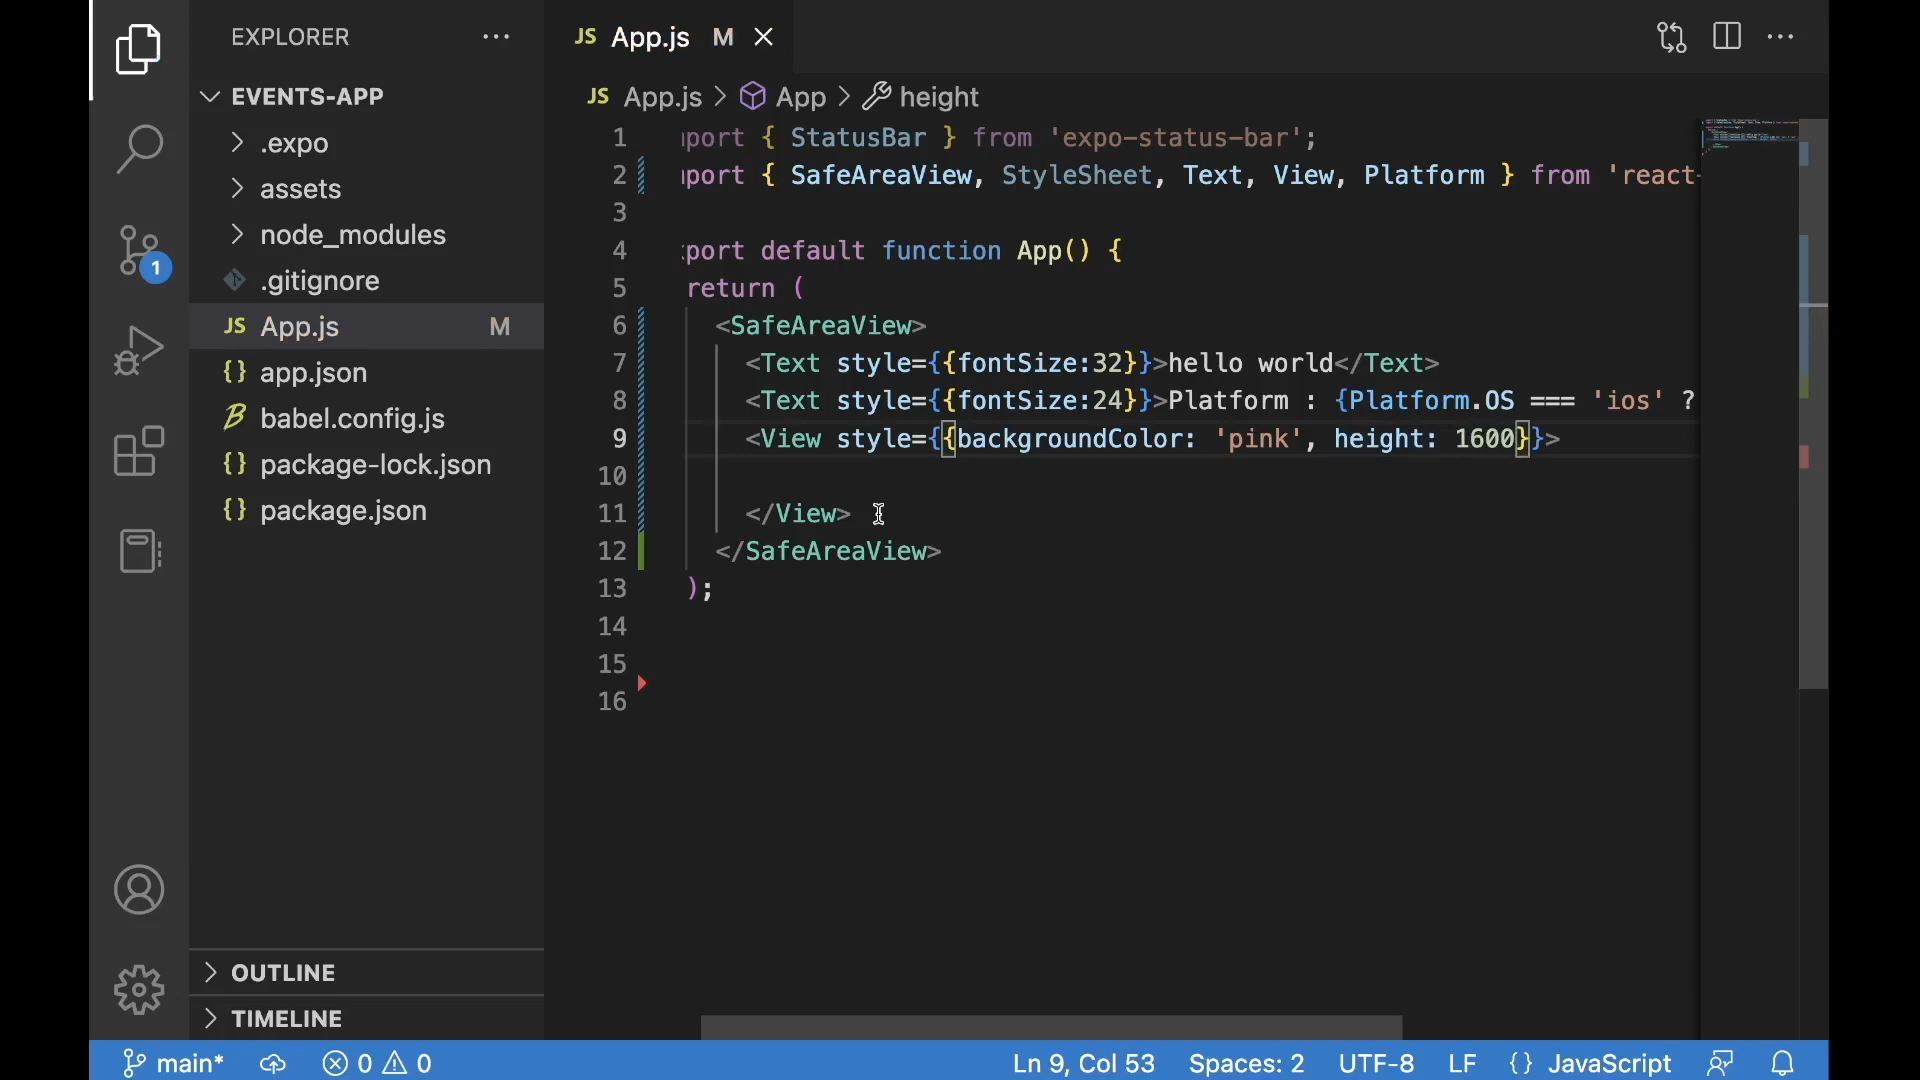 EXPLORER
EVENTS-APP
.expo
assets
node_modules
.gitignore
JS App.js M
{} app.json
babel.config.js
{} package-lock.json
{} package.json
OUTLINE
TIMELINE
1
JS App.js M
JS App.js > App > height
1 port { StatusBar } from 'expo-status-bar';
2 port { SafeAreaView, StyleSheet, Text, View, Platform } from 'react-
3
4 port default function App() {
5 return (
6 <SafeAreaView>
7 <Text style={{fontSize:32}}>hello world</Text>
8 <Text style={{fontSize:24}}>Platform : {Platform.OS === 'ios' ?
9 <View style={{backgroundColor: 'pink', height: 1600}}>
10
11 </View>
12 </SafeAreaView>
13 );
14
15
16
main* 0 0 Ln 9, Col 53 Spaces: 2 UTF-8 LF {} JavaScript